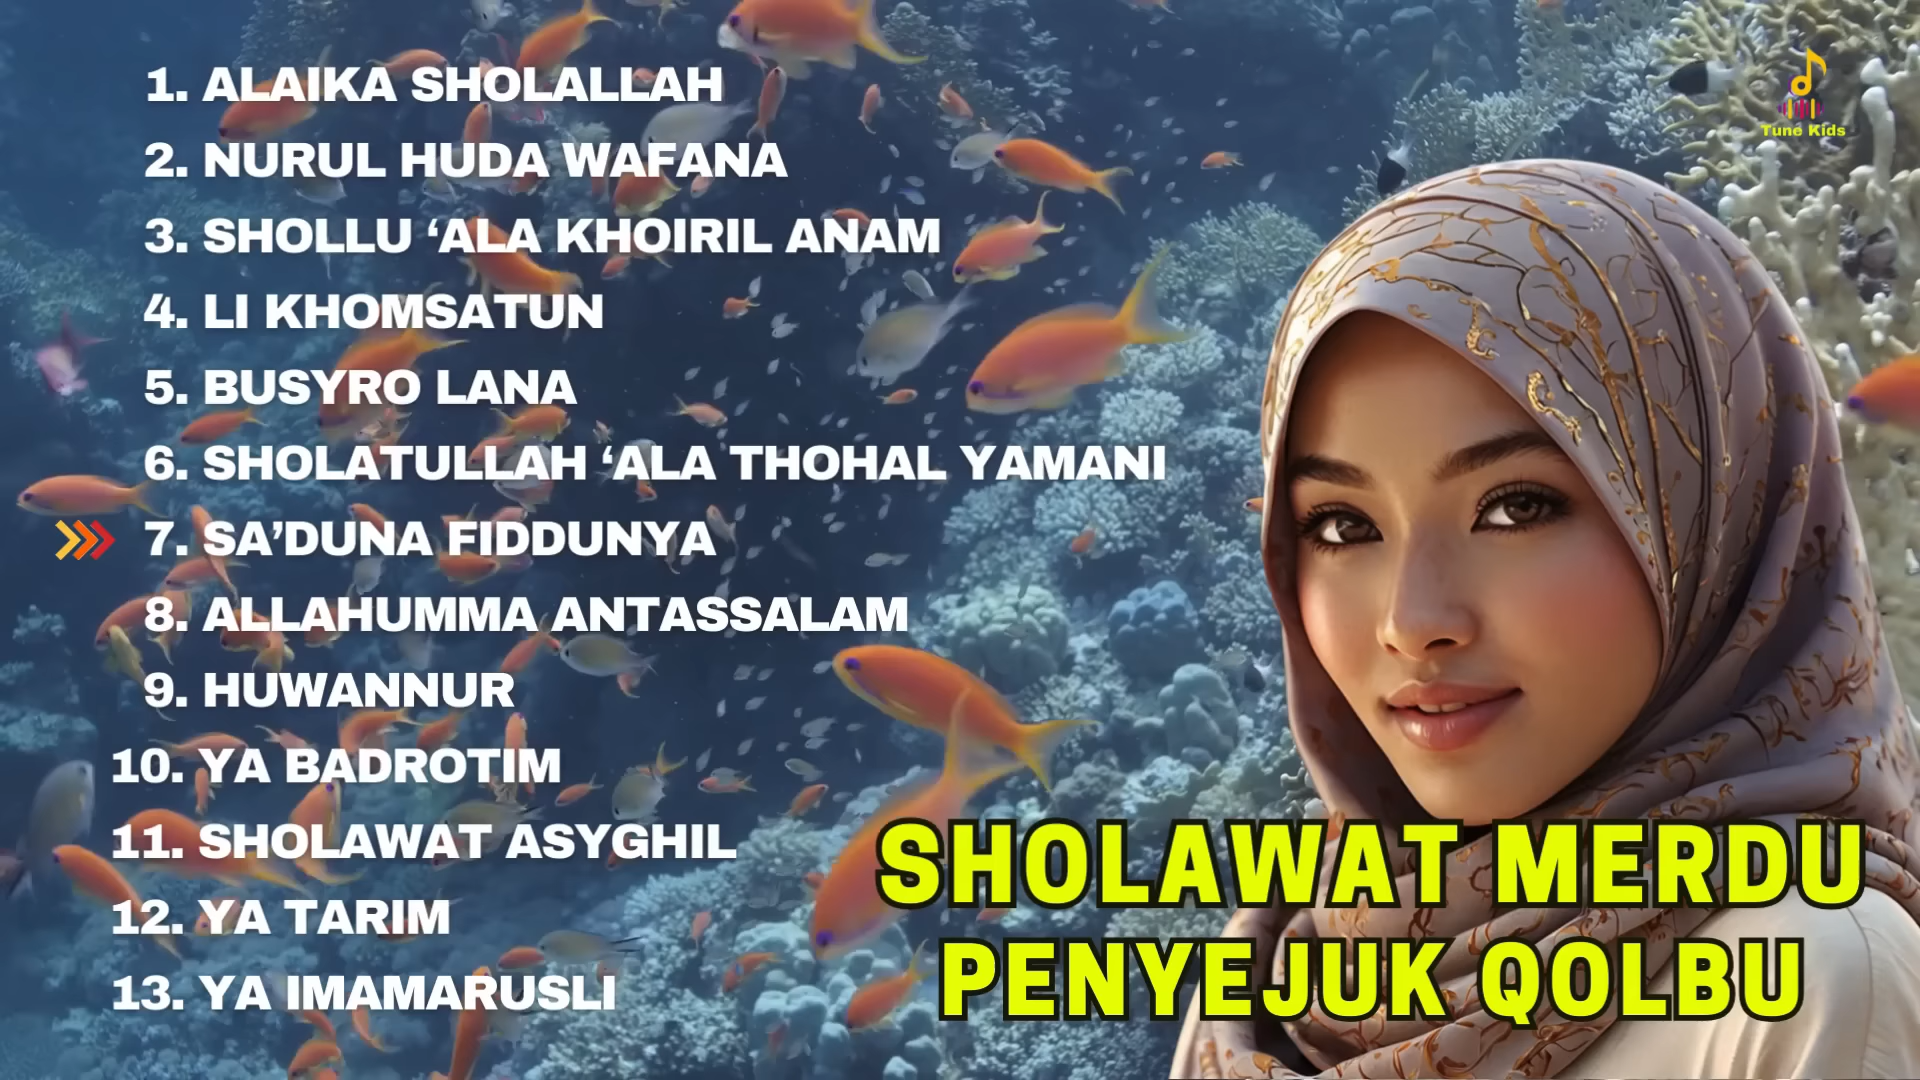 1. ALAIKA SHOLALLAH
2. NURUL HUDA WAFANA
3. SHOLLU ‘ALA KHOIRIL ANAM
4. LI KHOMSATUN
5. BUSYRO LANA
6. SHOLATULLAH ‘ALA THOHAL YAMANI
7. SA’DUNA FIDDUNYA
8. ALLAHUMMA ANTASSALAM
9. HUWANNUR
10. YA BADROTIM
11. SHOLAWAT ASYGHIL
12. YA TARIM
13. YA IMAMARUSLI
Tune Kids
SHOLAWAT MERDU
PENYEJUK QOLBU